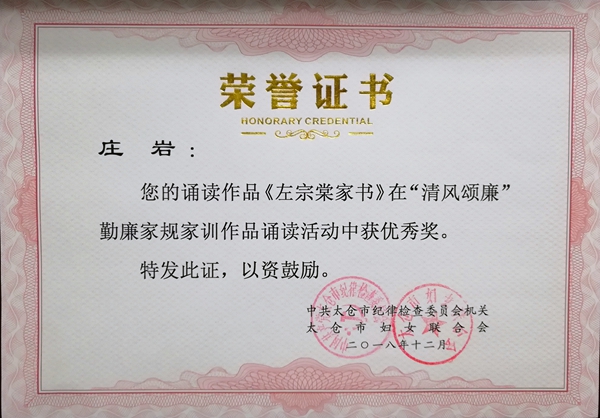 荣誉证书
HONORARY CREDENTIAL
庄 岩：
您的诵读作品《左宗棠家书》在“清风颂廉”
勤廉家规家训作品诵读活动中获优秀奖。
特发此证，以资鼓励。
中共太仓市纪律检查委员会机关
太仓市妇女联合会
二〇一八年十二月